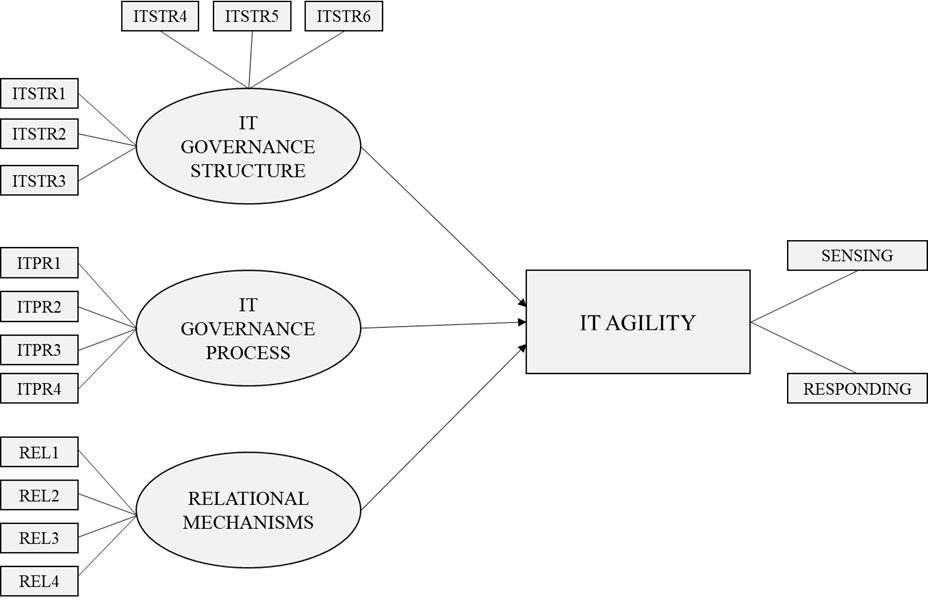 ITSTR4
ITSTR5
ITSTR6
ITSTR1
ITSTR2
ITSTR3
IT
GOVERNANCE
STRUCTURE
ITPR1
ITPR2
ITPR3
ITPR4
IT
GOVERNANCE
PROCESS
REL1
REL2
REL3
REL4
RELATIONAL
MECHANISMS
IT AGILITY
SENSING
RESPONDING